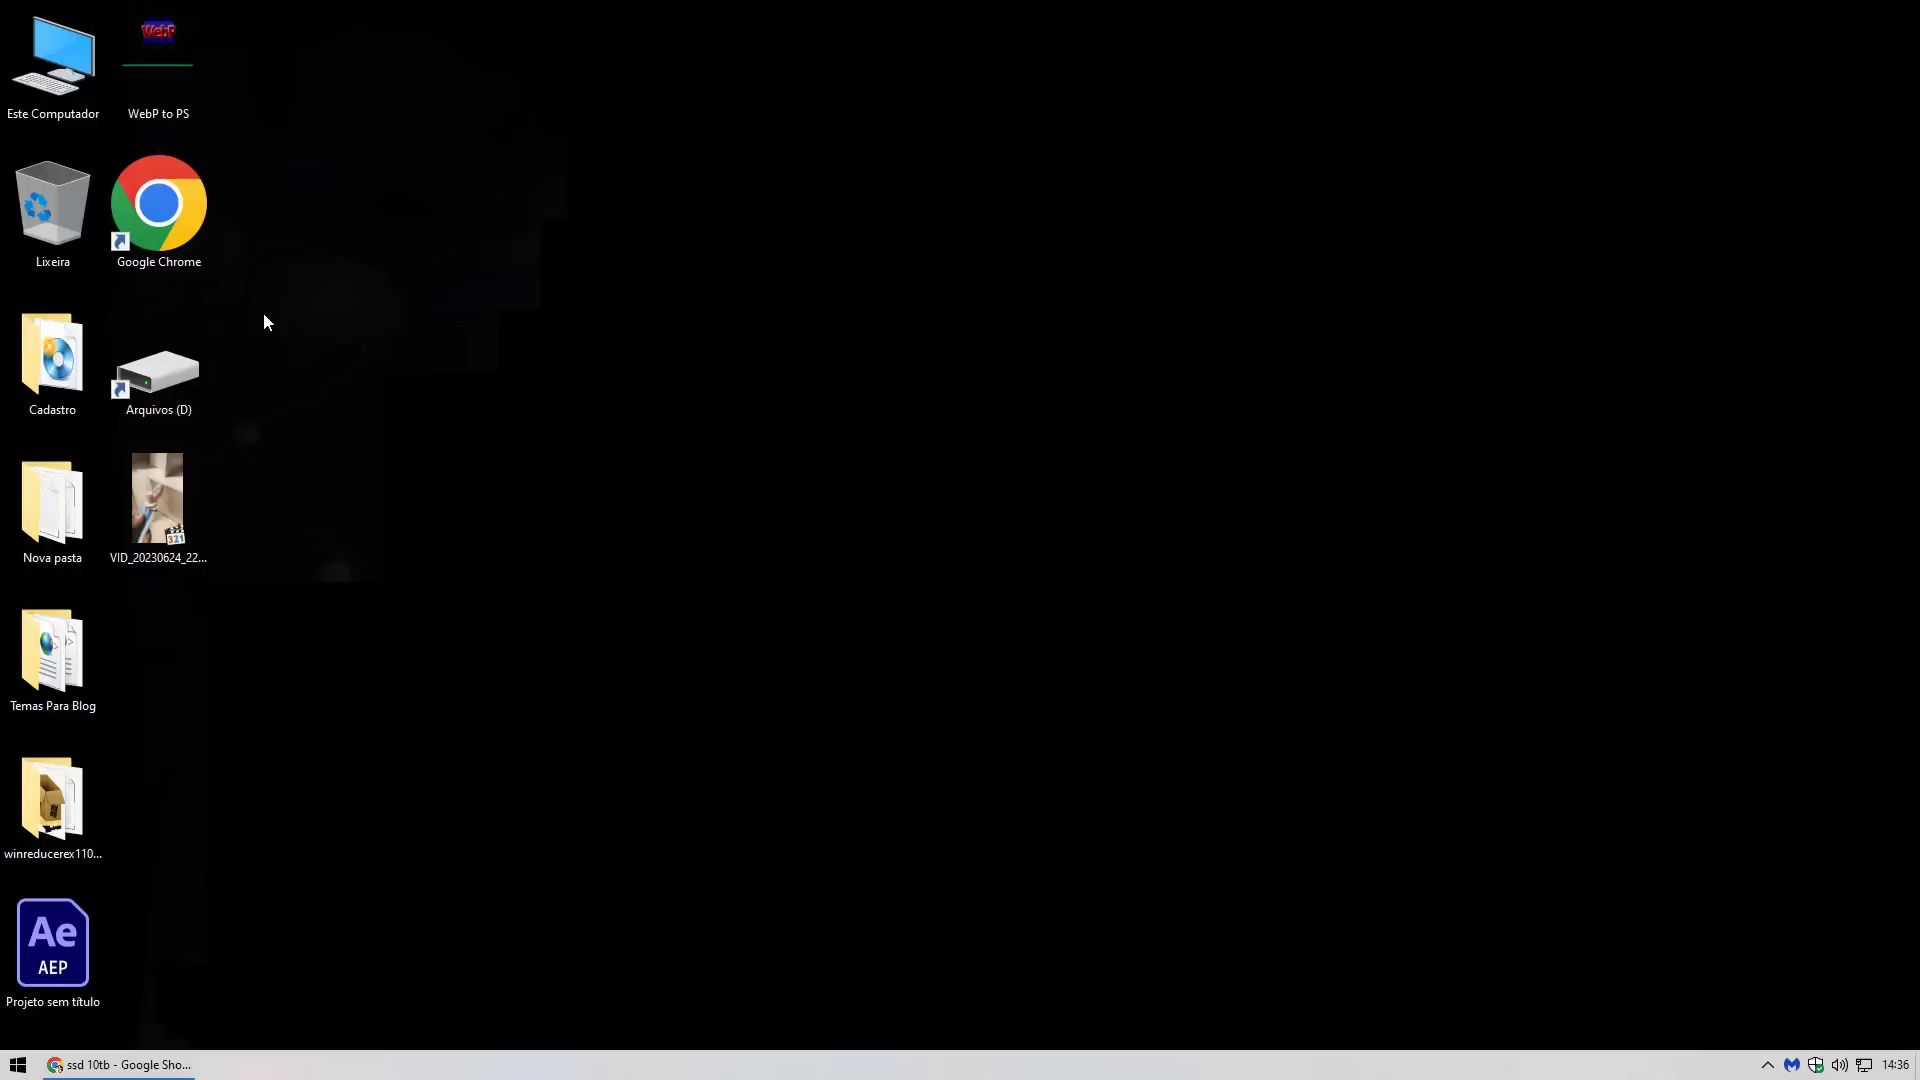 WebP
Este Computador
WebP to PS
Lixeira
Google Chrome
Cadastro
Arquivos (D)
321
Nova pasta
VID_20230624_22...
Temas Para Blog
winreducerex110...
Ae
AEP
Projeto sem título
ssd 10tb - Google Sho...
14:36